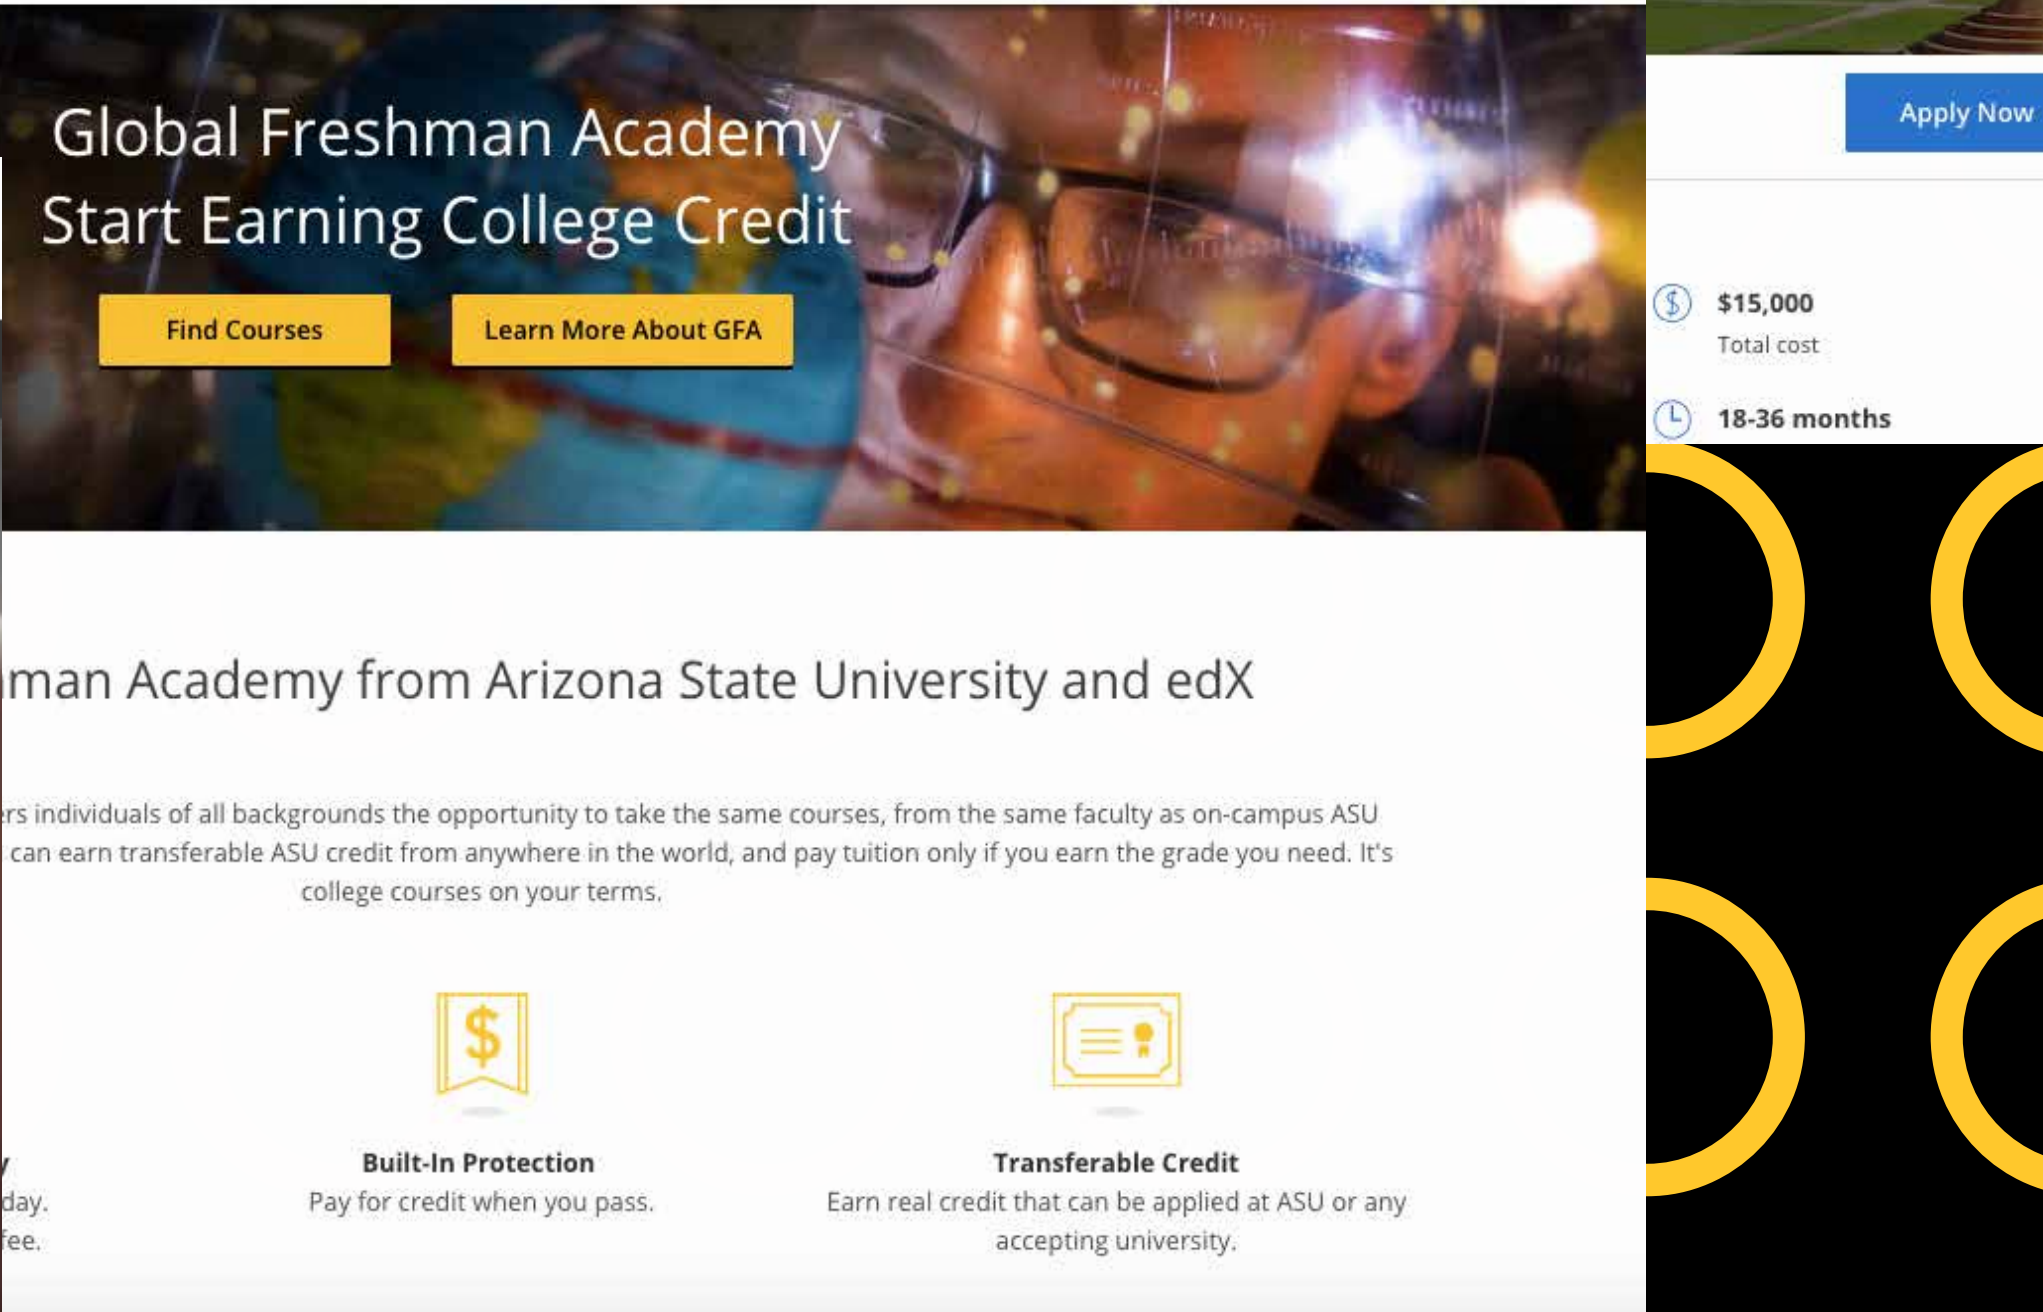 Global Freshman Academy
Start Earning College Credit
Find Courses
Learn More About GFA
Apply Now
$15,000
Total cost
18-36 months
Academy from Arizona State University and edX
individuals of all backgrounds the opportunity to take the same courses, from the same faculty as on-campus ASU
can earn transferable ASU credit from anywhere in the world, and pay tuition only if you earn the grade you need. It's
college courses on your terms.
$
Built-In Protection
Pay for credit when you pass.
Transferable Credit
Earn real credit that can be applied at ASU or any
accepting university.
day.
fee.